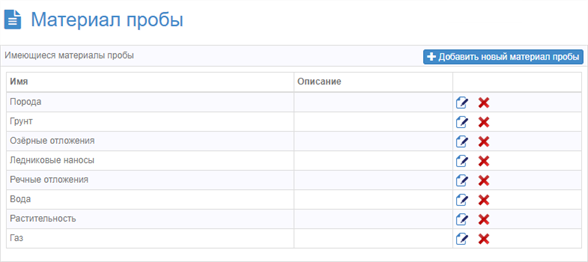 Материал пробы
Имеющиеся материалы пробы
Добавить новый материал пробы
Имя Описание
Порода
Грунт
Озёрные отложения
Ледниковые наносы
Речные отложения
Вода
Растительность
Газ